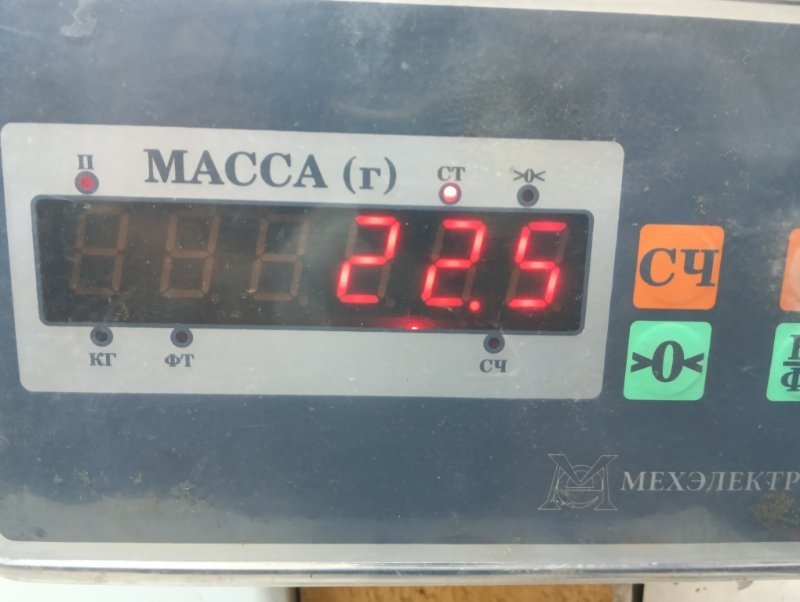 П
МАССА (г)
СТ
>0<
22.5
СЧ
>0<
КГ
ФТ
СЧ
МЕХЭЛЕКТР